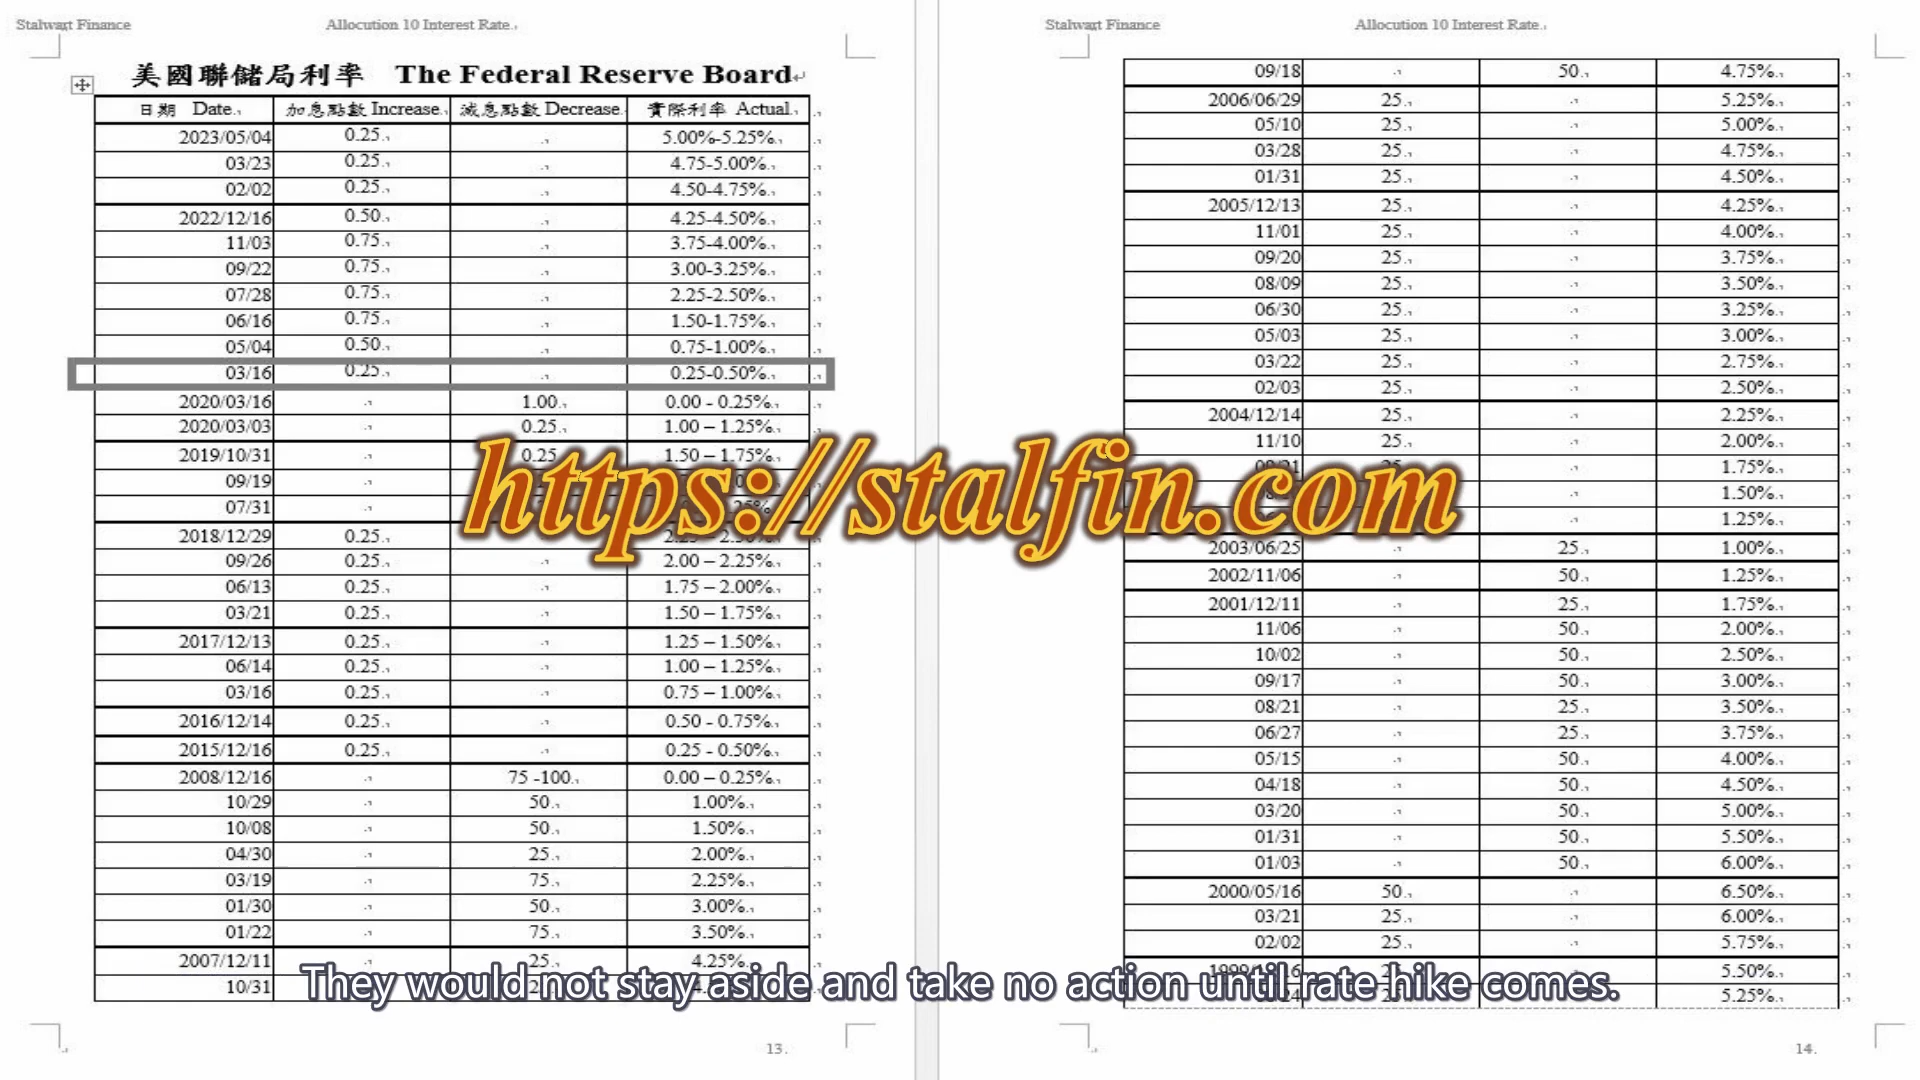 Stalwart Finance Allocution 10 Interest Rate
美國聯儲局利率 The Federal Reserve Board
日期 Date 加息點數 Increase 減息點數 Decrease 實際利率 Actual
2023/05/04 0.25 5.00%-5.25%
03/23 0.25 4.75-5.00%
02/02 0.25 4.50-4.75%
2022/12/16 0.50 4.25-4.50%
11/03 0.75 3.75-4.00%
09/22 0.75 3.00-3.25%
07/28 0.75 2.25-2.50%
06/16 0.75 1.50-1.75%
05/04 0.50 0.75-1.00%
03/16 0.25 0.25-0.50%
2020/03/16 1.00 0.00 - 0.25%
2020/03/03 0.25 1.00 – 1.25%
2019/10/31 0.25 1.50 – 1.75%
09/19
07/31
2018/12/29 0.25
09/26 0.25 2.00 – 2.25%
06/13 0.25 1.75 – 2.00%
03/21 0.25 1.50 – 1.75%
2017/12/13 0.25 1.25 – 1.50%
06/14 0.25 1.00 – 1.25%
03/16 0.25 0.75 – 1.00%
2016/12/14 0.25 0.50 - 0.75%
2015/12/16 0.25 0.25 - 0.50%
2008/12/16 75 -100 0.00 – 0.25%
10/29 50 1.00%
10/08 50 1.50%
04/30 25 2.00%
03/19 75 2.25%
01/30 50 3.00%
01/22 75 3.50%
2007/12/11 25 4.25%
10/31
13
Stalwart Finance Allocution 10 Interest Rate
09/18 50 4.75%
2006/06/29 25 5.25%
05/10 25 5.00%
03/28 25 4.75%
01/31 25 4.50%
2005/12/13 25 4.25%
11/01 25 4.00%
09/20 25 3.75%
08/09 25 3.50%
06/30 25 3.25%
05/03 25 3.00%
03/22 25 2.75%
02/03 25 2.50%
2004/12/14 25 2.25%
11/10 25 2.00%
1.75%
1.50%
1.25%
2003/06/25 25 1.00%
2002/11/06 50 1.25%
2001/12/11 25 1.75%
11/06 50 2.00%
10/02 50 2.50%
09/17 50 3.00%
08/21 25 3.50%
06/27 25 3.75%
05/15 50 4.00%
04/18 50 4.50%
03/20 50 5.00%
01/31 50 5.50%
01/03 50 6.00%
2000/05/16 50 6.50%
03/21 25 6.00%
02/02 25 5.75%
5.50%
5.25%
14
https://stalfin.com
They would not stay aside and take no action until rate hike comes.